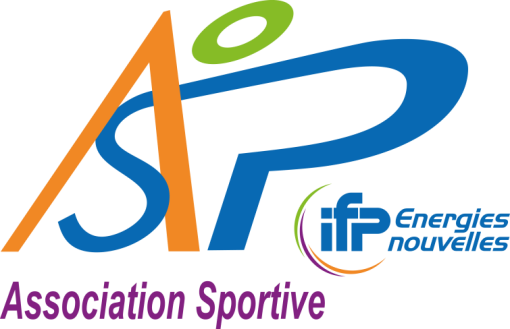 ASP
ifp Energies
nouvelles
Association Sportive